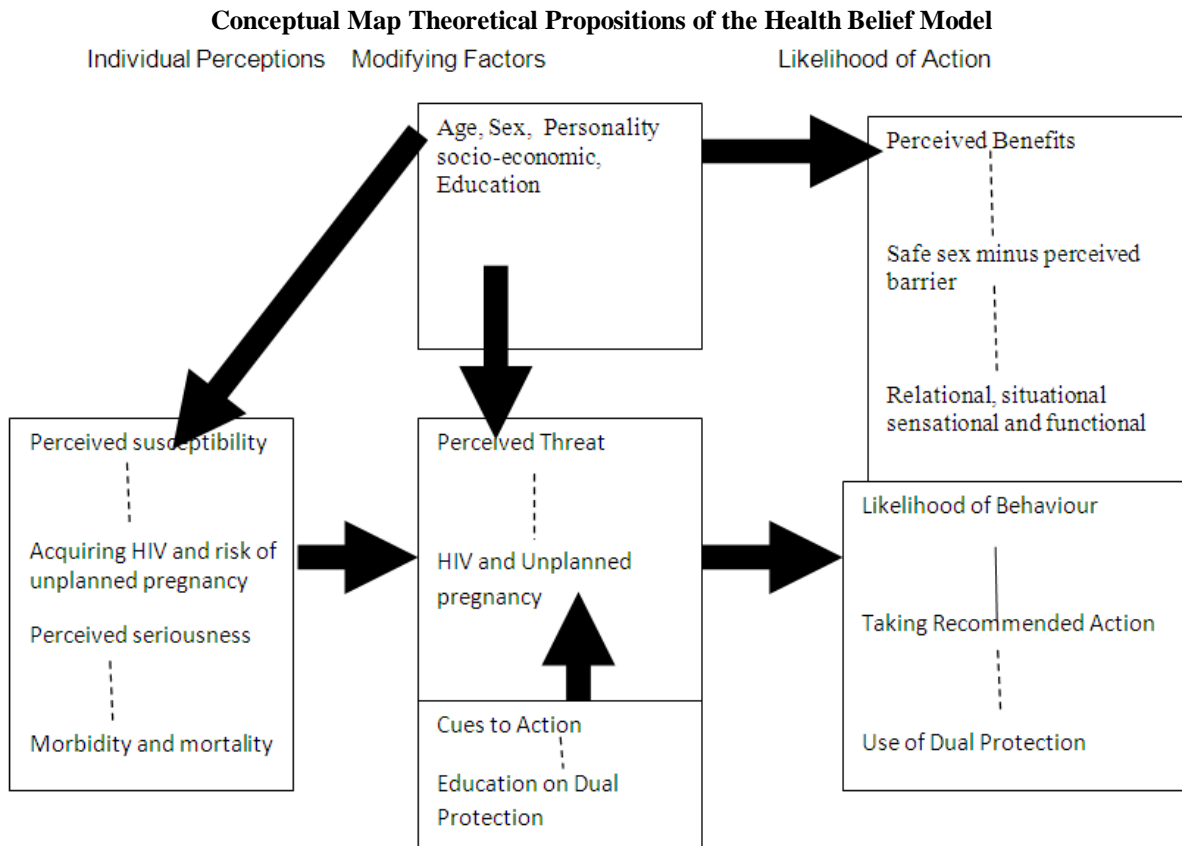 Conceptual Map Theoretical Propositions of the Health Belief Model
Individual Perceptions
Modifying Factors
Likelihood of Action
Age, Sex, Personality
socio-economic,
Education
Perceived Benefits
Safe sex minus perceived
barrier
Relational, situational
sensational and functional
Perceived susceptibility
Acquiring HIV and risk of
unplanned pregnancy
Perceived seriousness
Morbidity and mortality
Perceived Threat
HIV and Unplanned
pregnancy
Cues to Action
Education on Dual
Protection
Likelihood of Behaviour
Taking Recommended Action
Use of Dual Protection